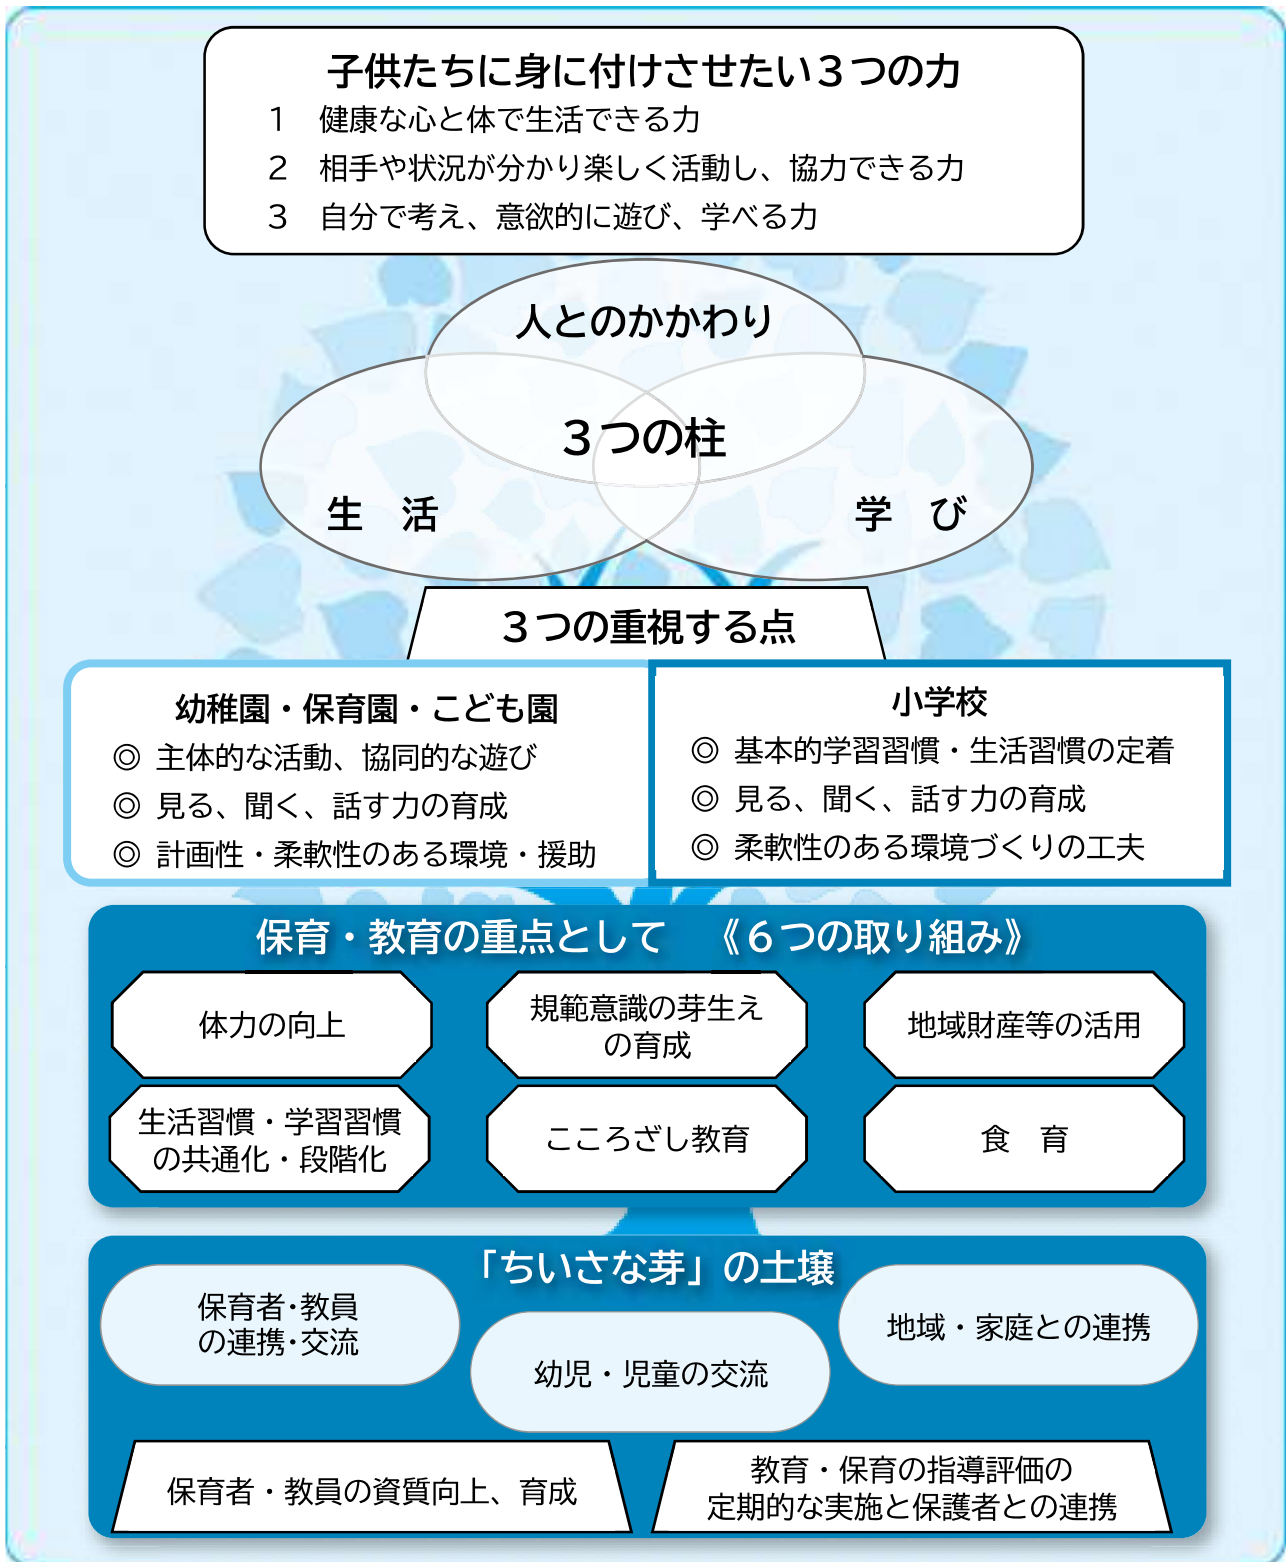 子供たちに身に付けさせたい３つの力
１　健康な心と体で生活できる力
２　相手や状況が分かり楽しく活動し、協力できる力
３　自分で考え、意欲的に遊び、学べる力
人とのかかわり
３つの柱
生　活
学　び
３つの重視する点
幼稚園・保育園・こども園
◎ 主体的な活動、協同的な遊び
◎ 見る、聞く、話す力の育成
◎ 計画性・柔軟性のある環境・援助
小学校
◎ 基本的学習習慣・生活習慣の定着
◎ 見る、聞く、話す力の育成
◎ 柔軟性のある環境づくりの工夫
保育・教育の重点として　《６つの取り組み》
体力の向上
規範意識の芽生え
の育成
地域財産等の活用
生活習慣・学習習慣
の共通化・段階化
こころざし教育
食　育
「ちいさな芽」の土壌
保育者･教員
の連携･交流
幼児・児童の交流
地域・家庭との連携
保育者・教員の資質向上、育成
教育・保育の指導評価の
定期的な実施と保護者との連携